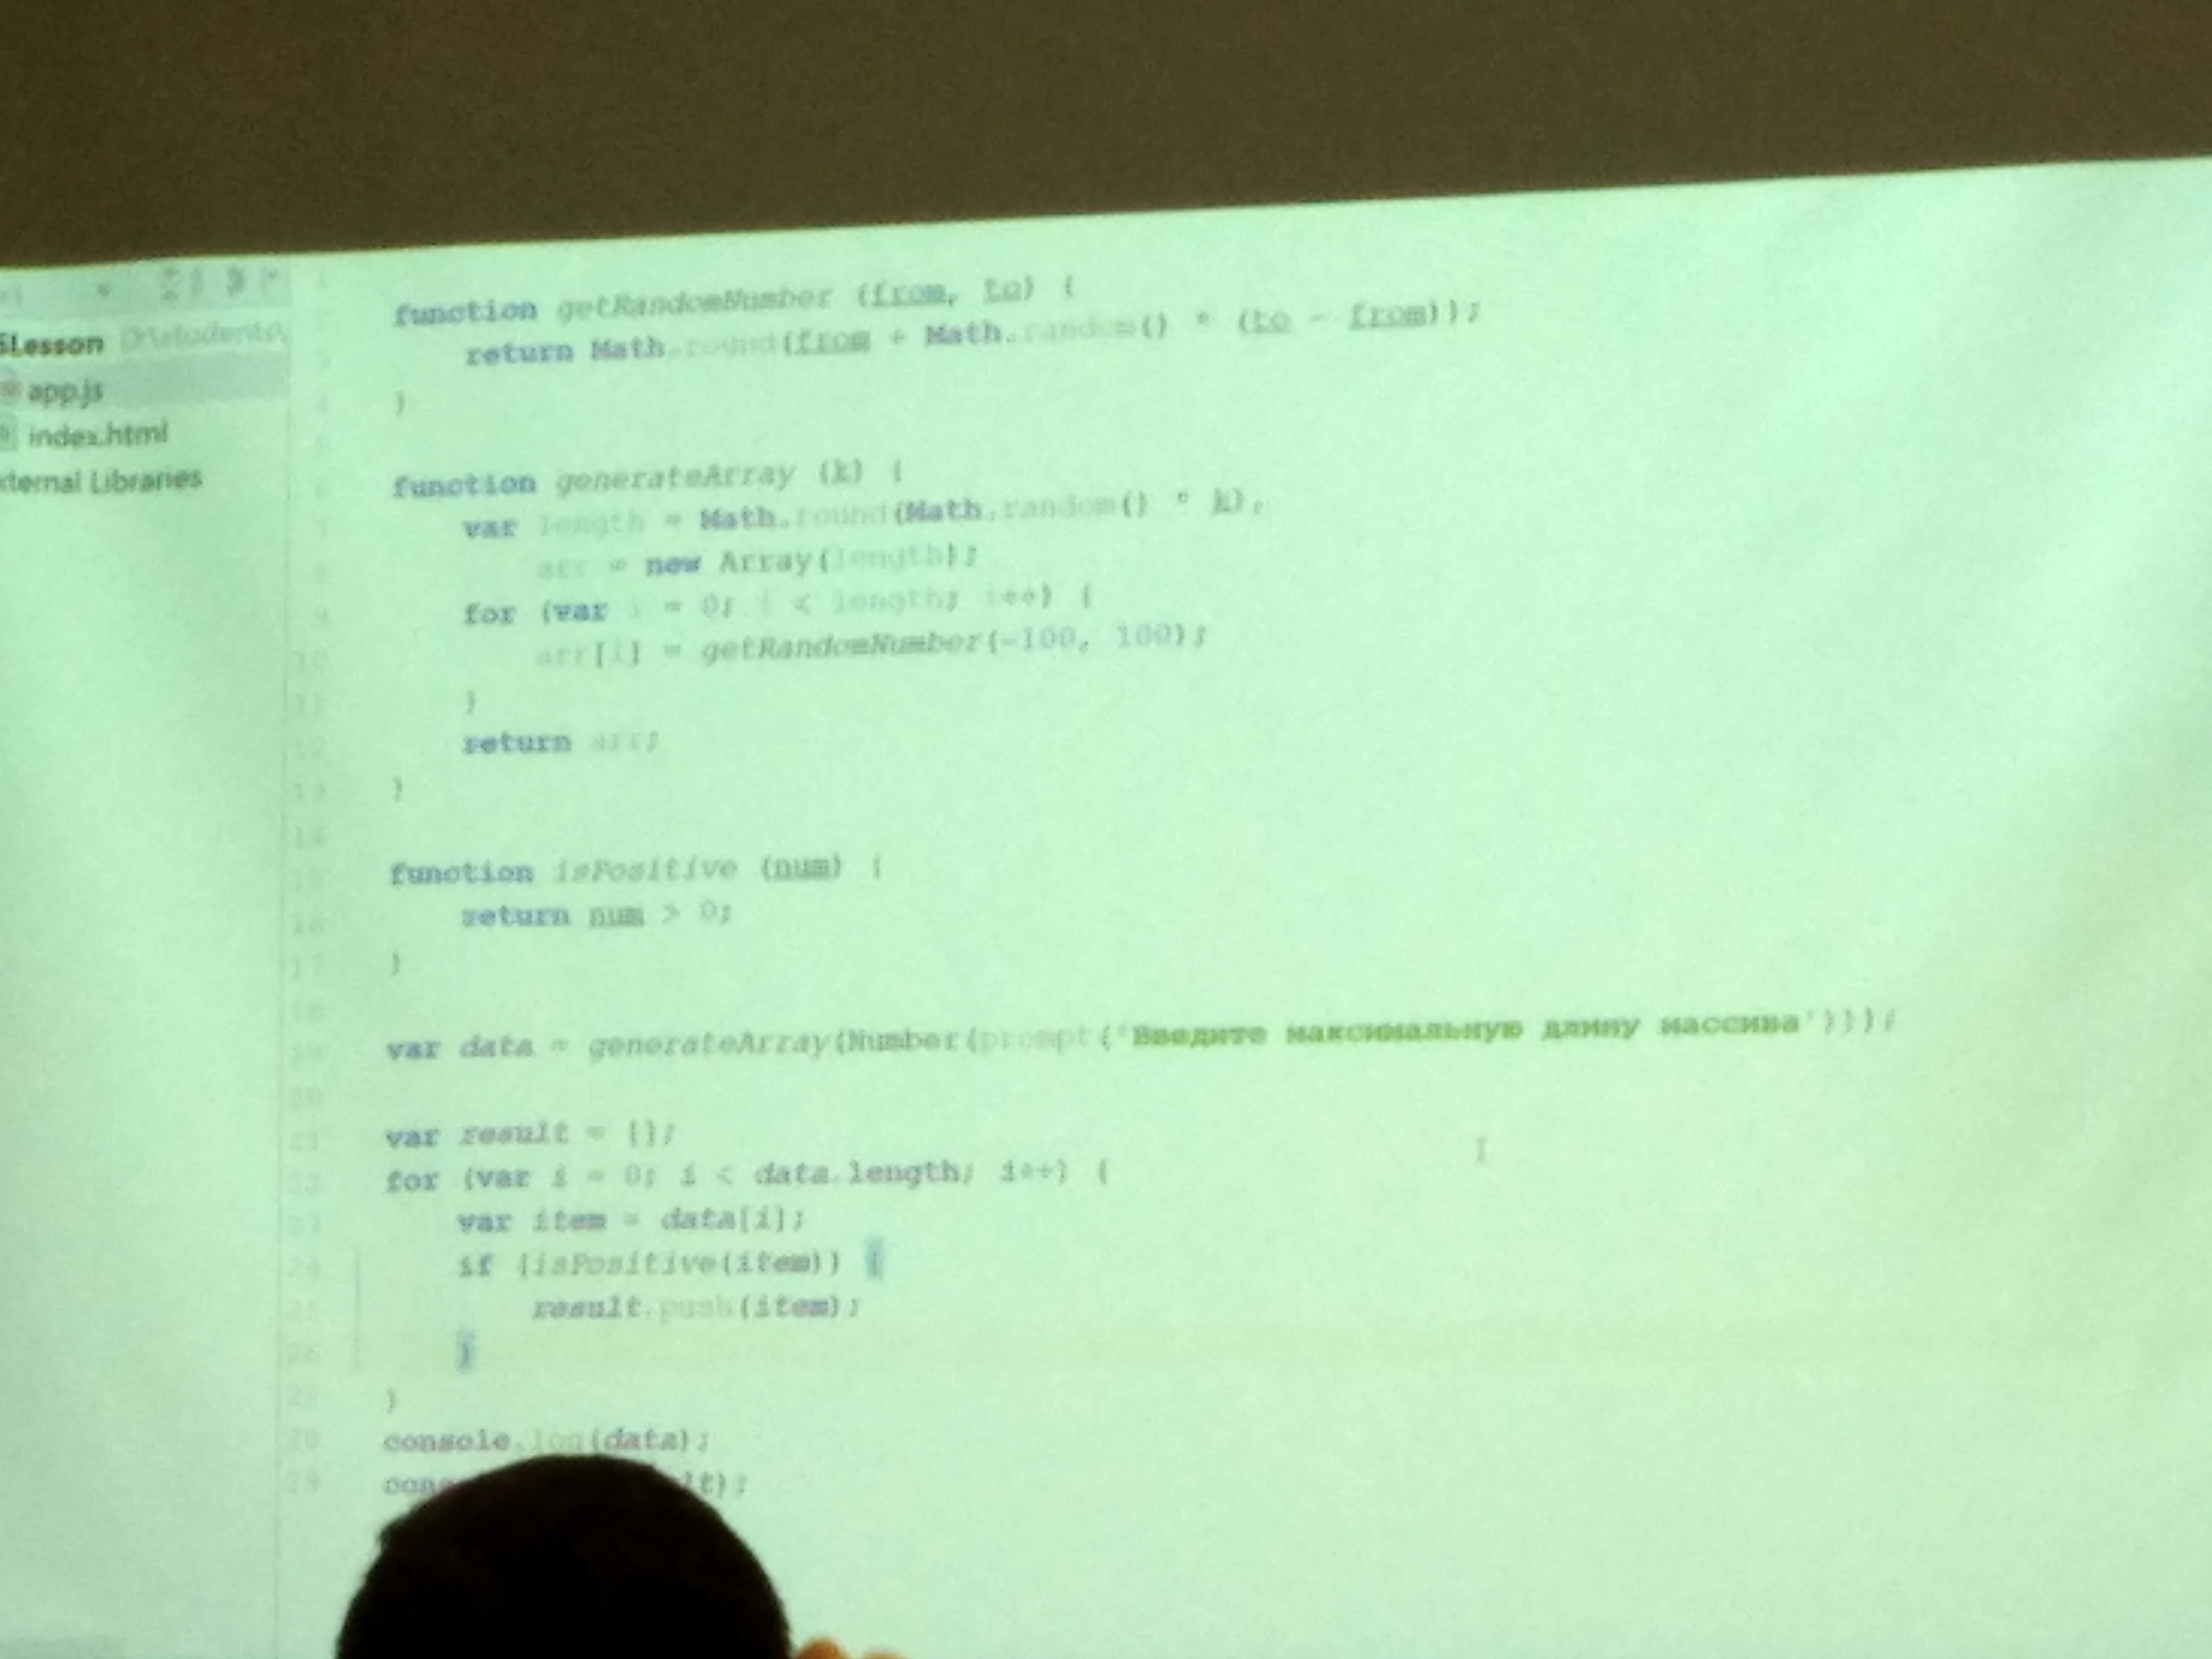 Lesson D:\students\
app.js
index.html
External Libraries
1
2 function getRandomNumber (from, to) {
3 return Math.round(from + Math.random() * (to - from));
4 }
5
6 function generateArray (k) {
7 var length = Math.round(Math.random() * k),
8 arr = new Array(length);
9 for (var i = 0; i < length; i++) {
10 arr[i] = getRandomNumber(-100, 100);
11 }
12 return arr;
13 }
14
15 function isPositive (num) {
16 return num > 0;
17 }
18
19 var data = generateArray(Number(prompt('Введите максимальную длину массива')));
20
21 var result = [];
22 for (var i = 0; i < data.length; i++) {
23 var item = data[i];
24 if (isPositive(item)) {
25 result.push(item);
26 }
27 }
28 console.log(data);
29